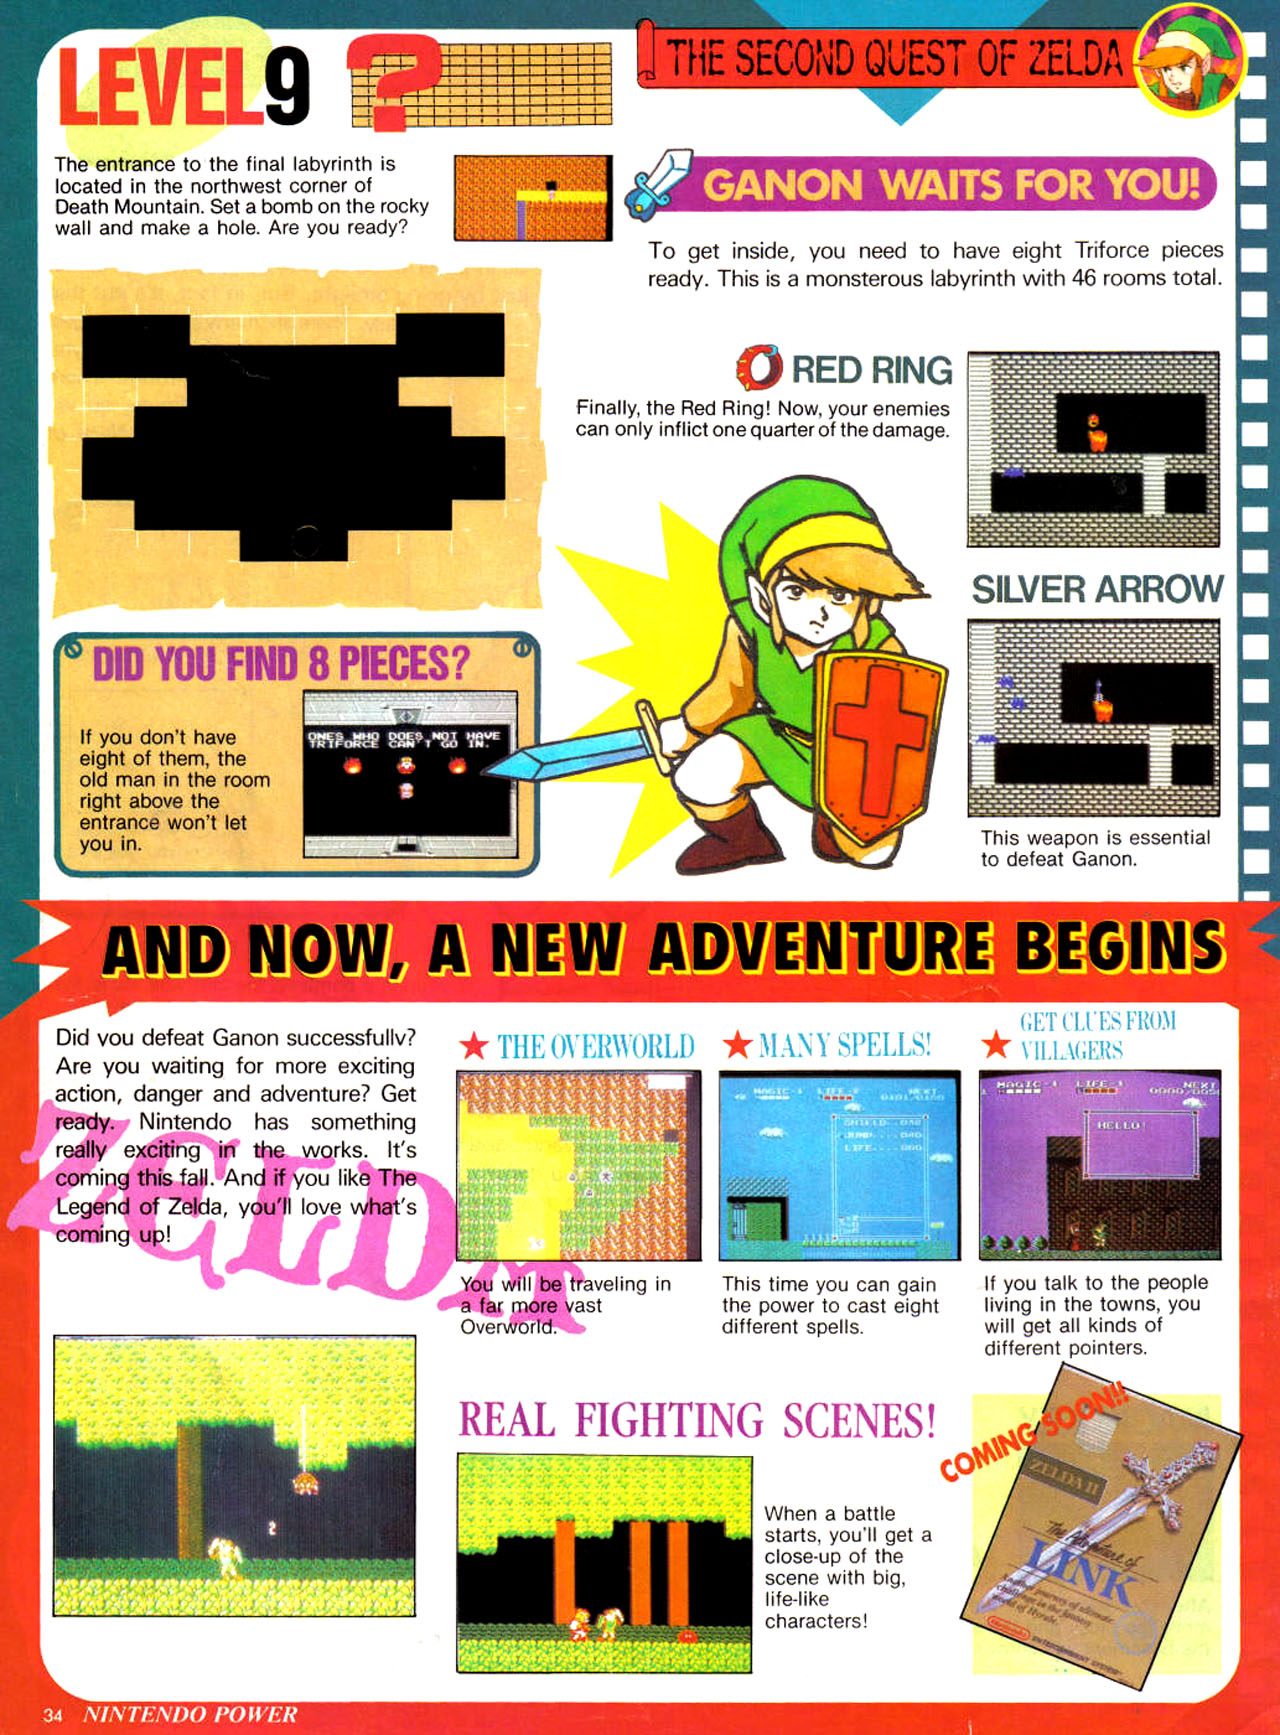 LEVEL 9
?
THE SECOND QUEST OF ZELDA
The entrance to the final labyrinth is
located in the northwest corner of
Death Mountain. Set a bomb on the rocky
wall and make a hole. Are you ready?
GANON WAITS FOR YOU!
To get inside, you need to have eight Triforce pieces
ready. This is a monsterous labyrinth with 46 rooms total.
RED RING
Finally, the Red Ring! Now, your enemies
can only inflict one quarter of the damage.
SILVER ARROW
This weapon is essential
to defeat Ganon.
DID YOU FIND 8 PIECES?
If you don't have
eight of them, the
old man in the room
right above the
entrance won't let
you in.
ONES WHO DOES NOT HAVE
TRIFORCE CAN'T GO IN.
AND NOW, A NEW ADVENTURE BEGINS
Did you defeat Ganon successfully?
Are you waiting for more exciting
action, danger and adventure? Get
ready. Nintendo has something
really exciting in the works. It's
coming this fall. And if you like The
Legend of Zelda, you'll love what's
coming up!
ZELDA
★ THE OVERWORLD
You will be traveling in
a far more vast
Overworld.
★ MANY SPELLS!
MAGIC-1 LIFE-2 NEXT
SHIELD
JUMP
LIFE
This time you can gain
the power to cast eight
different spells.
★ GET CLUES FROM
VILLAGERS
MAGIC-1 LIFE-1 NEXT
HELLO!
If you talk to the people
living in the towns, you
will get all kinds of
different pointers.
2
REAL FIGHTING SCENES!
When a battle
starts, you'll get a
close-up of the
scene with big,
life-like
characters!
COMING SOON!!
ZELDA II
The Adventure of
LINK
Nintendo ENTERTAINMENT SYSTEM
34 NINTENDO POWER